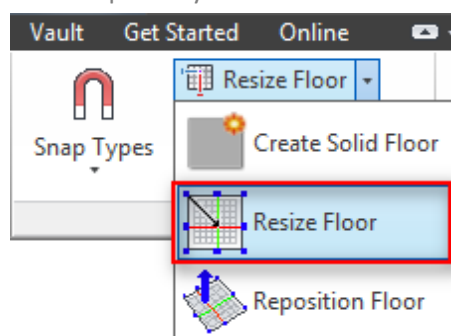 Vault Get Started Online
Resize Floor
Snap Types
Create Solid Floor
Resize Floor
Reposition Floor